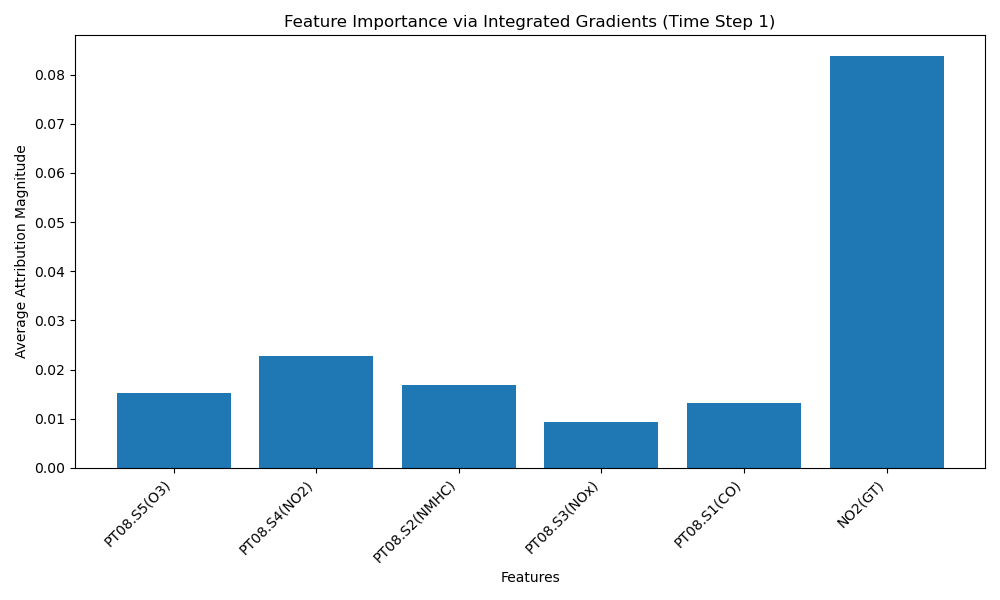 Feature Importance via Integrated Gradients (Time Step 1)
Average Attribution Magnitude
0.08
0.07
0.06
0.05
0.04
0.03
0.02
0.01
0.00
PT08.S5(O3)
PT08.S4(NO2)
PT08.S2(NMHC)
PT08.S3(NOx)
PT08.S1(CO)
NO2(GT)
Features